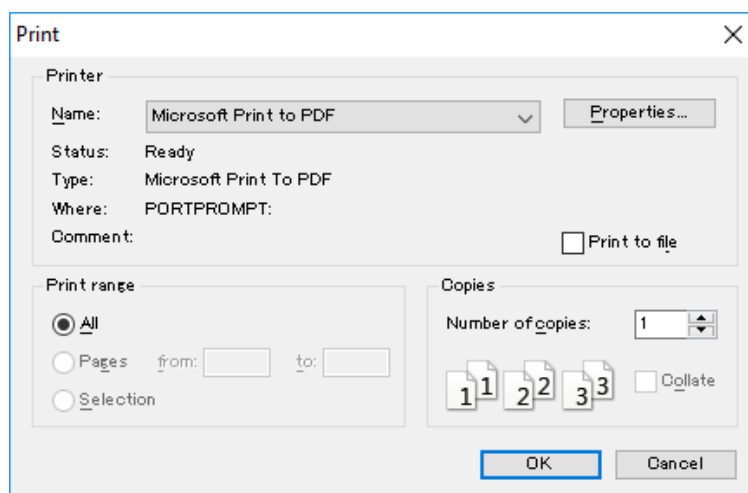 Print
Printer
Name: Microsoft Print to PDF Properties...
Status: Ready
Type: Microsoft Print To PDF
Where: PORTPROMPT:
Comment:
Print to file
Print range
All
Pages from: to:
Selection
Copies
Number of copies: 1
1 1 2 2 3 3
Collate
OK Cancel